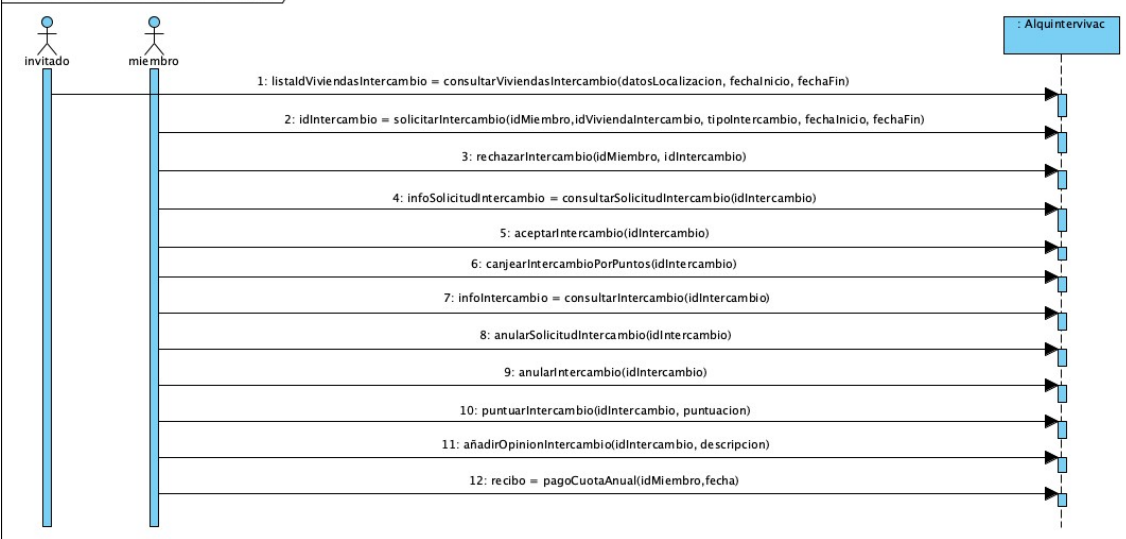 : Alquintervivac
invitado
miembro
1: listaIdViviendasIntercambio = consultarViviendasIntercambio(datosLocalizacion, fechaInicio, fechaFin)
2: idIntercambio = solicitarIntercambio(idMiembro,idViviendaIntercambio, tipoIntercambio, fechaInicio, fechaFin)
3: rechazarIntercambio(idMiembro, idIntercambio)
4: infoSolicitudIntercambio = consultarSolicitudIntercambio(idIntercambio)
5: aceptarIntercambio(idIntercambio)
6: canjearIntercambioPorPuntos(idIntercambio)
7: infoIntercambio = consultarIntercambio(idIntercambio)
8: anularSolicitudIntercambio(idIntercambio)
9: anularIntercambio(idIntercambio)
10: puntuarIntercambio(idIntercambio, puntuacion)
11: añadirOpinionIntercambio(idIntercambio, descripcion)
12: recibo = pagoCuotaAnual(idMiembro,fecha)